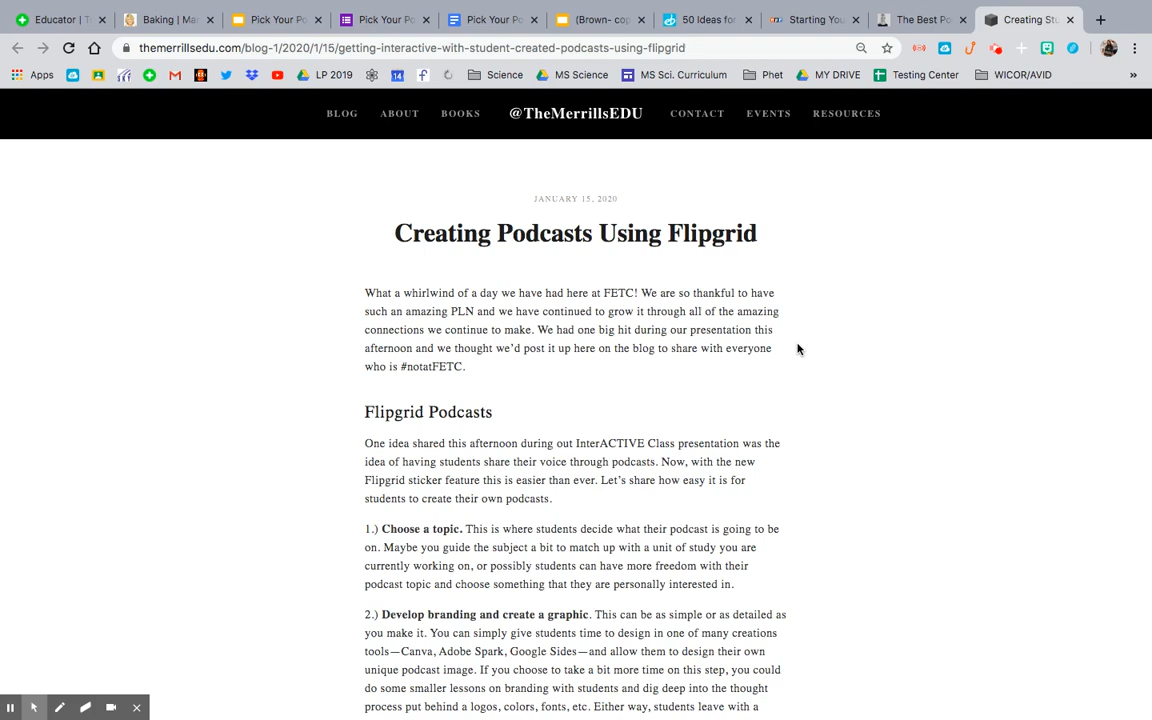 Educator | T
Baking | Mar
Pick Your Po
Pick Your Po
Pick Your Po
(Brown- cop
50 Ideas for
Starting You
The Best Po
Creating Stu
themerrillsedu.com/blog-1/2020/1/15/getting-interactive-with-student-created-podcasts-using-flipgrid
Apps
LP 2019
14
Science
MS Science
MS Sci. Curriculum
Phet
MY DRIVE
Testing Center
WICOR/AVID
»
BLOG ABOUT BOOKS @TheMerrillsEDU CONTACT EVENTS RESOURCES
JANUARY 15, 2020
Creating Podcasts Using Flipgrid
What a whirlwind of a day we have had here at FETC! We are so thankful to have
such an amazing PLN and we have continued to grow it through all of the amazing
connections we continue to make. We had one big hit during our presentation this
afternoon and we thought we'd post it up here on the blog to share with everyone
who is #notatFETC.
Flipgrid Podcasts
One idea shared this afternoon during out InterACTIVE Class presentation was the
idea of having students share their voice through podcasts. Now, with the new
Flipgrid sticker feature this is easier than ever. Let's share how easy it is for
students to create their own podcasts.
1.) Choose a topic. This is where students decide what their podcast is going to be
on. Maybe you guide the subject a bit to match up with a unit of study you are
currently working on, or possibly students can have more freedom with their
podcast topic and choose something that they are personally interested in.
2.) Develop branding and create a graphic. This can be as simple or as detailed as
you make it. You can simply give students time to design in one of many creations
tools—Canva, Adobe Spark, Google Sides—and allow them to design their own
unique podcast image. If you choose to take a bit more time on this step, you could
do some smaller lessons on branding with students and dig deep into the thought
process put behind a logos, colors, fonts, etc. Either way, students leave with a